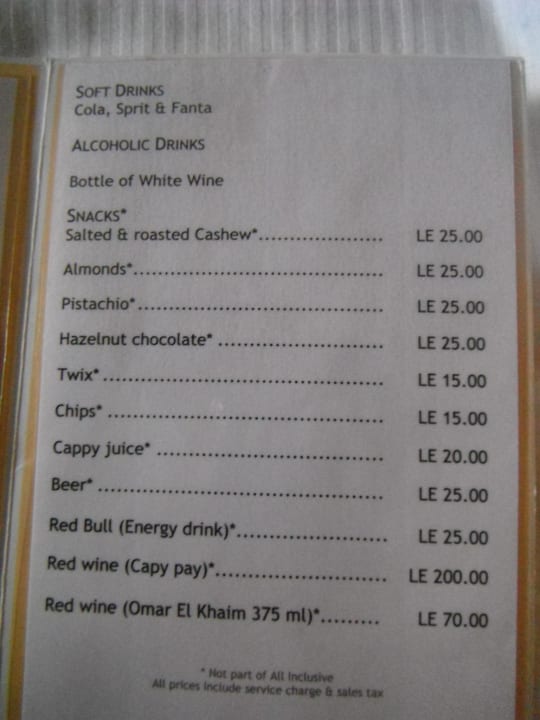 SOFT DRINKS
Cola, Sprit & Fanta
ALCOHOLIC DRINKS
Bottle of White Wine
SNACKS*
Salted & roasted Cashew*.................... LE 25.00
Almonds*........................................ LE 25.00
Pistachio*....................................... LE 25.00
Hazelnut chocolate* ........................... LE 25.00
Twix* ............................................. LE 15.00
Chips* ............................................ LE 15.00
Cappy juice* .................................... LE 20.00
Beer* .............................................. LE 25.00
Red Bull (Energy drink)*........................ LE 25.00
Red wine (Capy pay)*........................... LE 200.00
Red wine (Omar El Khaim 375 ml)*......... LE 70.00
* Not part of All Inclusive
All prices include service charge & sales tax